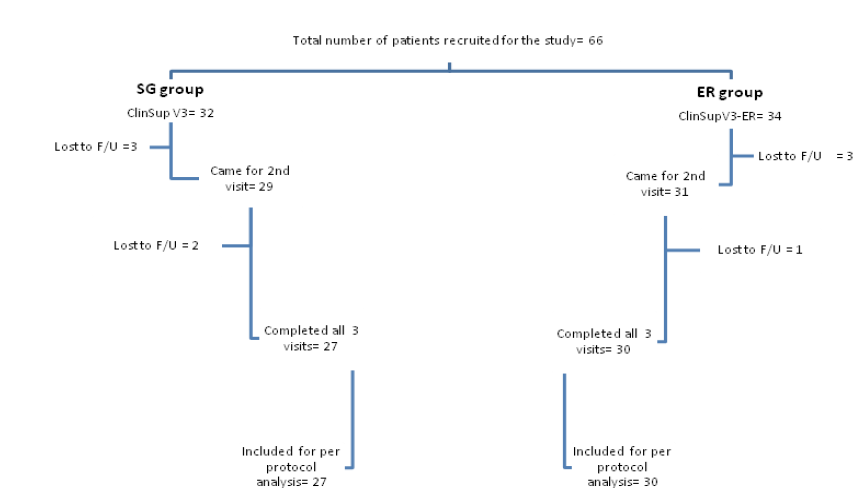 Total number of patients recruited for the study= 66
SG group
ClinSup V3= 32
Lost to F/U =3
Came for 2nd
visit= 29
Lost to F/U = 2
Completed all 3
visits= 27
Included for per
protocol
analysis= 27
ER group
ClinSupV3-ER= 34
Lost to F/U = 3
Came for 2nd
visit= 31
Lost to F/U = 1
Completed all 3
visits= 30
Included for per
protocol
analysis= 30